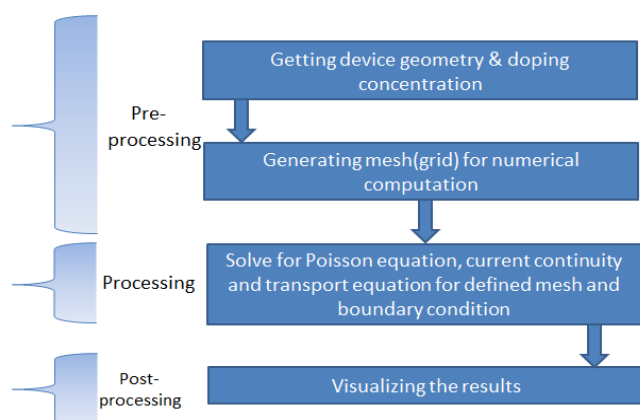 Getting device geometry & doping
concentration
Pre-
processing
Generating mesh(grid) for numerical
computation
Solve for Poisson equation, current continuity
and transport equation for defined mesh and
boundary condition
Processing
Visualizing the results
Post-
processing